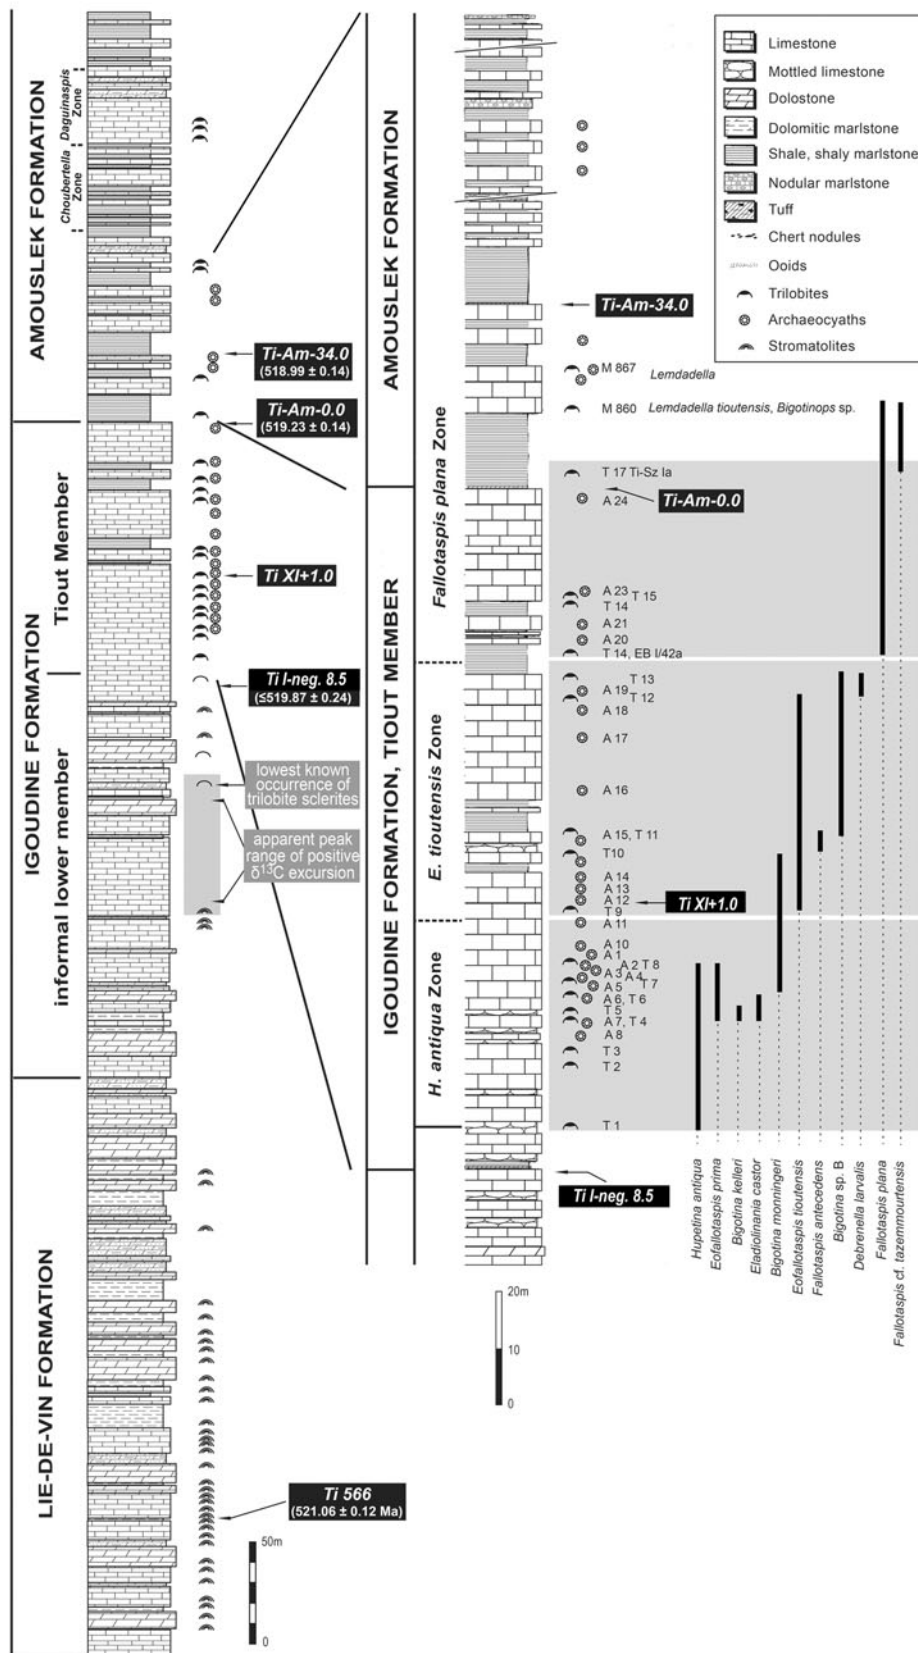 AMOUSLEK FORMATION
Daguinaspis
Zone
Choubertella
Zone
Ti-Am-34.0
(518.99 ± 0.14)
Ti-Am-0.0
(519.23 ± 0.14)
IGOUDINE FORMATION
Tiout Member
Ti XI+1.0
Ti I-neg. 8.5
(≤519.87 ± 0.24)
informal lower member
lowest known
occurrence of
trilobite sclerites
apparent peak
range of positive
δ13C excursion
LIE-DE-VIN FORMATION
Ti 566
(521.06 ± 0.12 Ma)
50m
0
AMOUSLEK FORMATION
IGOUDINE FORMATION, TIOUT MEMBER
Fallotaspis plana Zone
E. tioutensis Zone
H. antiqua Zone
Ti-Am-34.0
M 867
Lemdadella
M 860 Lemdadella tioutensis, Bigotinops sp.
T 17 Ti-Sz Ia
Ti-Am-0.0
A 24
A 23
T 15
T 14
A 21
A 20
T 14, EB I/42a
T 13
A 19
T 12
A 18
A 17
A 16
A 15, T 11
T10
A 14
A 13
A 12
Ti XI+1.0
T 9
A 11
A 10
A 1
A 2 T 8
A 3
A 4
T 7
A 5
A 6, T 6
T 5
A 7, T 4
A 8
T 3
T 2
T 1
Ti I-neg. 8.5
Hupetina antiqua
Eofallotaspis prima
Bigotina kelleri
Eladiolinania castor
Bigotina monningeri
Eofallotaspis tioutensis
Fallotaspis antecedens
Bigotina sp. B
Debrenella larvalis
Fallotaspis plana
Fallotaspis cf. tazemmourtensis
20m
10
0
Limestone
Mottled limestone
Dolostone
Dolomitic marlstone
Shale, shaly marlstone
Nodular marlstone
Tuff
Chert nodules
Ooids
Trilobites
Archaeocyaths
Stromatolites